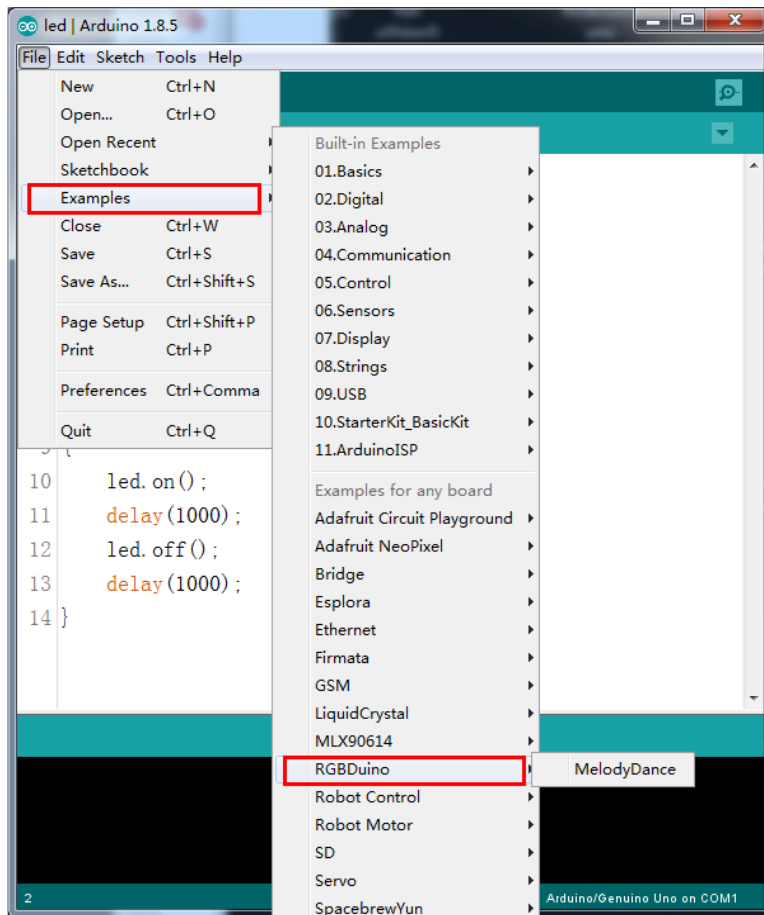 led | Arduino 1.8.5
File Edit Sketch Tools Help
New Ctrl+N
Open... Ctrl+O
Open Recent
Sketchbook
Examples
Close Ctrl+W
Save Ctrl+S
Save As... Ctrl+Shift+S
Page Setup Ctrl+Shift+P
Print Ctrl+P
Preferences Ctrl+Comma
Quit Ctrl+Q
Built-in Examples
01.Basics
02.Digital
03.Analog
04.Communication
05.Control
06.Sensors
07.Display
08.Strings
09.USB
10.StarterKit_BasicKit
11.ArduinoISP
Examples for any board
Adafruit Circuit Playground
Adafruit NeoPixel
Bridge
Esplora
Ethernet
Firmata
GSM
LiquidCrystal
MLX90614
RGBDuino
Robot Control
Robot Motor
SD
Servo
SpacebrewYun
MelodyDance
10 led.on();
11 delay(1000);
12 led.off();
13 delay(1000);
14 }
2
Arduino/Genuino Uno on COM1